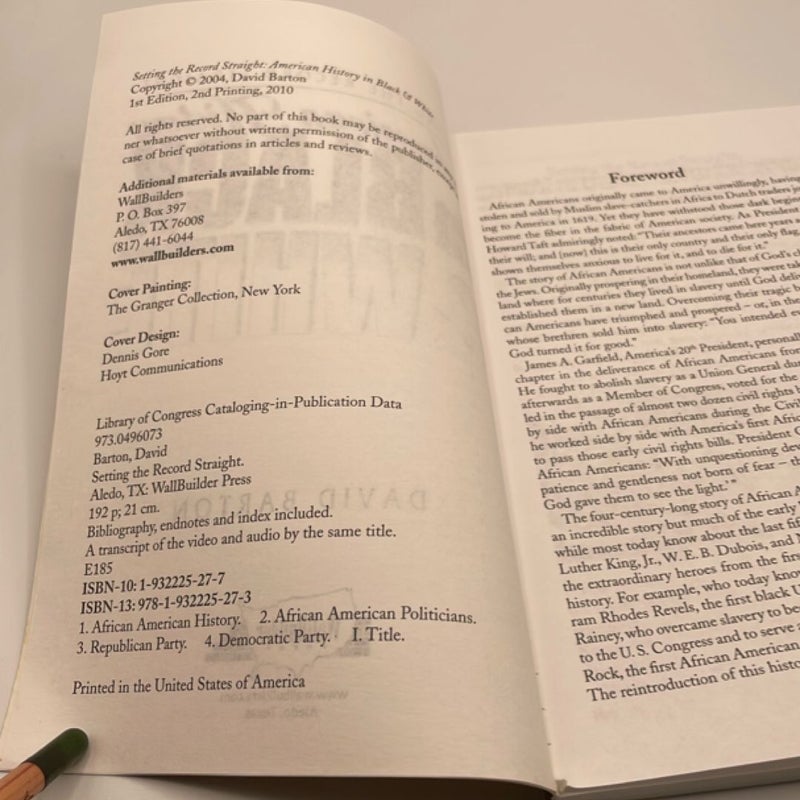 Setting the Record Straight: American History in Black & White
Copyright © 2004, David Barton
1st Edition, 2nd Printing, 2010
All rights reserved. No part of this book may be reproduced in
ner whatsoever without written permission of the publisher, except
case of brief quotations in articles and reviews.
Additional materials available from:
WallBuilders
P. O. Box 397
Aledo, TX 76008
(817) 441-6044
www.wallbuilders.com
Cover Painting:
The Granger Collection, New York
Cover Design:
Dennis Gore
Hoyt Communications
Library of Congress Cataloging-in-Publication Data
973.0496073
Barton, David
Setting the Record Straight.
Aledo, TX: WallBuilder Press
192 p; 21 cm.
Bibliography, endnotes and index included.
A transcript of the video and audio by the same title.
E185
ISBN-10: 1-932225-27-7
ISBN-13: 978-1-932225-27-3
1. African American History. 2. African American Politicians.
3. Republican Party. 4. Democratic Party. I. Title.
Printed in the United States of America
Foreword
African Americans originally came to America unwillingly, having
stolen and sold by Muslim slave-catchers in Africa to Dutch traders
ing to America in 1619. Yet they have withstood those dark
become the fiber in the fabric of American society. As President
Howard Taft admiringly noted: "Their ancestors came here years
their will, and [now] this is their only country and their only flag.
shown themselves anxious to live for it, and to die for it."
The story of African Americans is not unlike that of God's
the Jews. Originally prospering in their homeland, they were
land where for centuries they lived in slavery until God
established them in a new land. Overcoming their tragic
can Americans have triumphed and prospered – or, in the
whose brethren sold him into slavery: "You intended
God turned it for good."
James A. Garfield, America's 20th President, personally
chapter in the deliverance of African Americans from
He fought to abolish slavery as a Union General
afterwards as a Member of Congress, voted for the
led in the passage of almost two dozen civil rights
by side with African Americans during the Civil
he worked side by side with America's first
to pass those early civil rights bills. President
African Americans: "With unquestioning
patience and gentleness not born of fear –
God gave them to see the light.'"
The four-century-long story of African
an incredible story but much of the early
while most today know about the last
Luther King, Jr., W. E. B. Dubois, and
the extraordinary heroes from the
history. For example, who today
ram Rhodes Revels, the first black
Rainey, who overcame slavery to
to the U. S. Congress and to serve
Rock, the first African American
The reintroduction of this